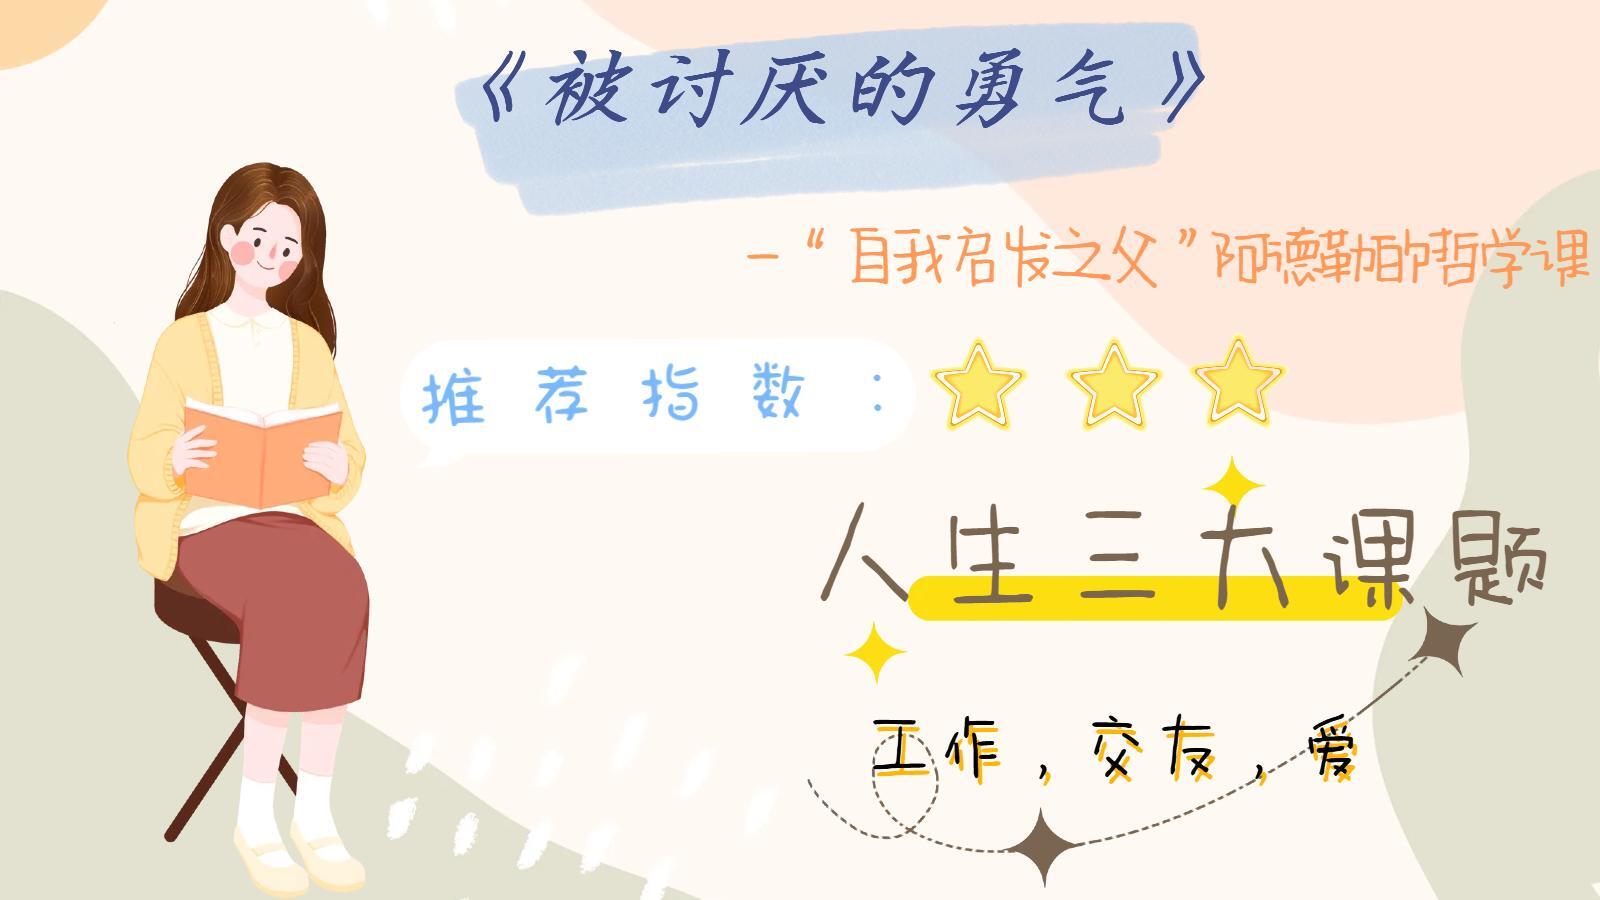 《被讨厌的勇气》
—“自我启发之父”阿德勒的哲学课
推荐指数：
人生三大课题
工作，交友，爱